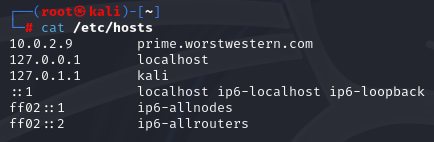 ┌──(root㉿kali)-[~]
└─# cat /etc/hosts
10.0.2.9 prime.worstwestern.com
127.0.0.1 localhost
127.0.1.1 kali
::1 localhost ip6-localhost ip6-loopback
ff02::1 ip6-allnodes
ff02::2 ip6-allrouters